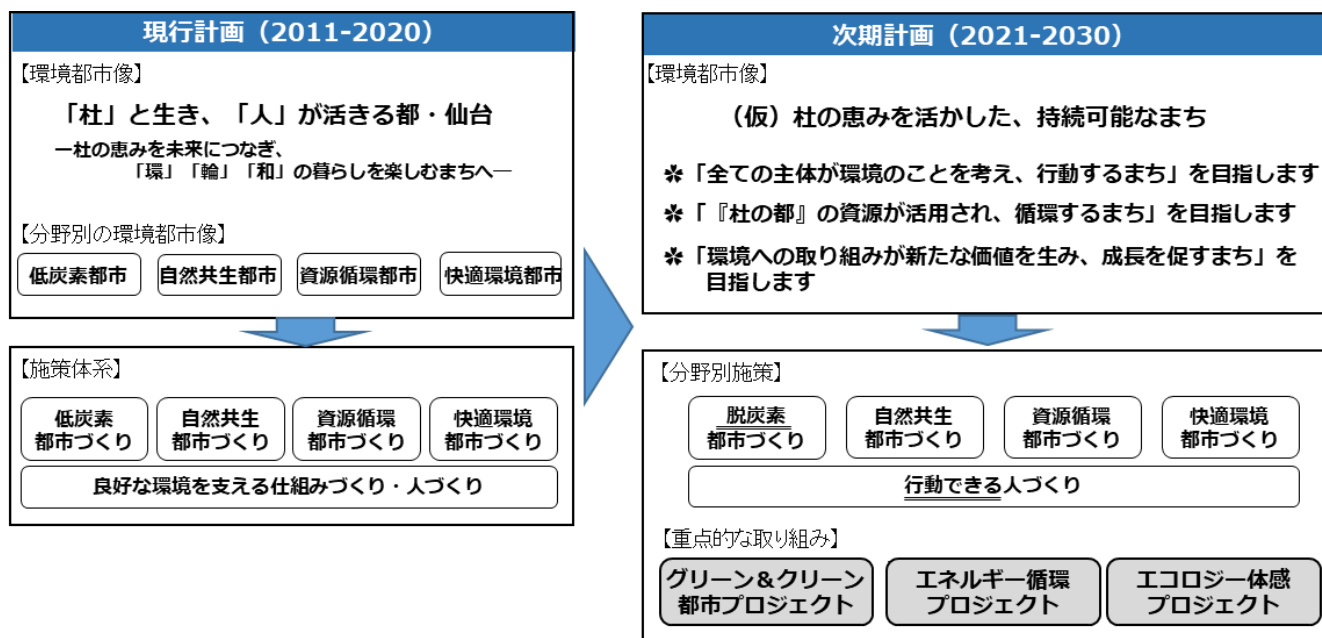 現行計画（2011-2020）
【環境都市像】
「杜」と生き、「人」が活きる都・仙台
ー杜の恵みを未来につなぎ、
「環」「輪」「和」の暮らしを楽しむまちへ―
【分野別の環境都市像】
低炭素都市
自然共生都市
資源循環都市
快適環境都市
【施策体系】
低炭素
都市づくり
自然共生
都市づくり
資源循環
都市づくり
快適環境
都市づくり
良好な環境を支える仕組みづくり・人づくり
次期計画（2021-2030）
【環境都市像】
（仮）杜の恵みを活かした、持続可能なまち
✽「全ての主体が環境のことを考え、行動するまち」を目指します
✽「『杜の都』の資源が活用され、循環するまち」を目指します
✽「環境への取り組みが新たな価値を生み、成長を促すまち」を
目指します
【分野別施策】
脱炭素
都市づくり
自然共生
都市づくり
資源循環
都市づくり
快適環境
都市づくり
行動できる人づくり
【重点的な取り組み】
グリーン&クリーン
都市プロジェクト
エネルギー循環
プロジェクト
エコロジー体感
プロジェクト